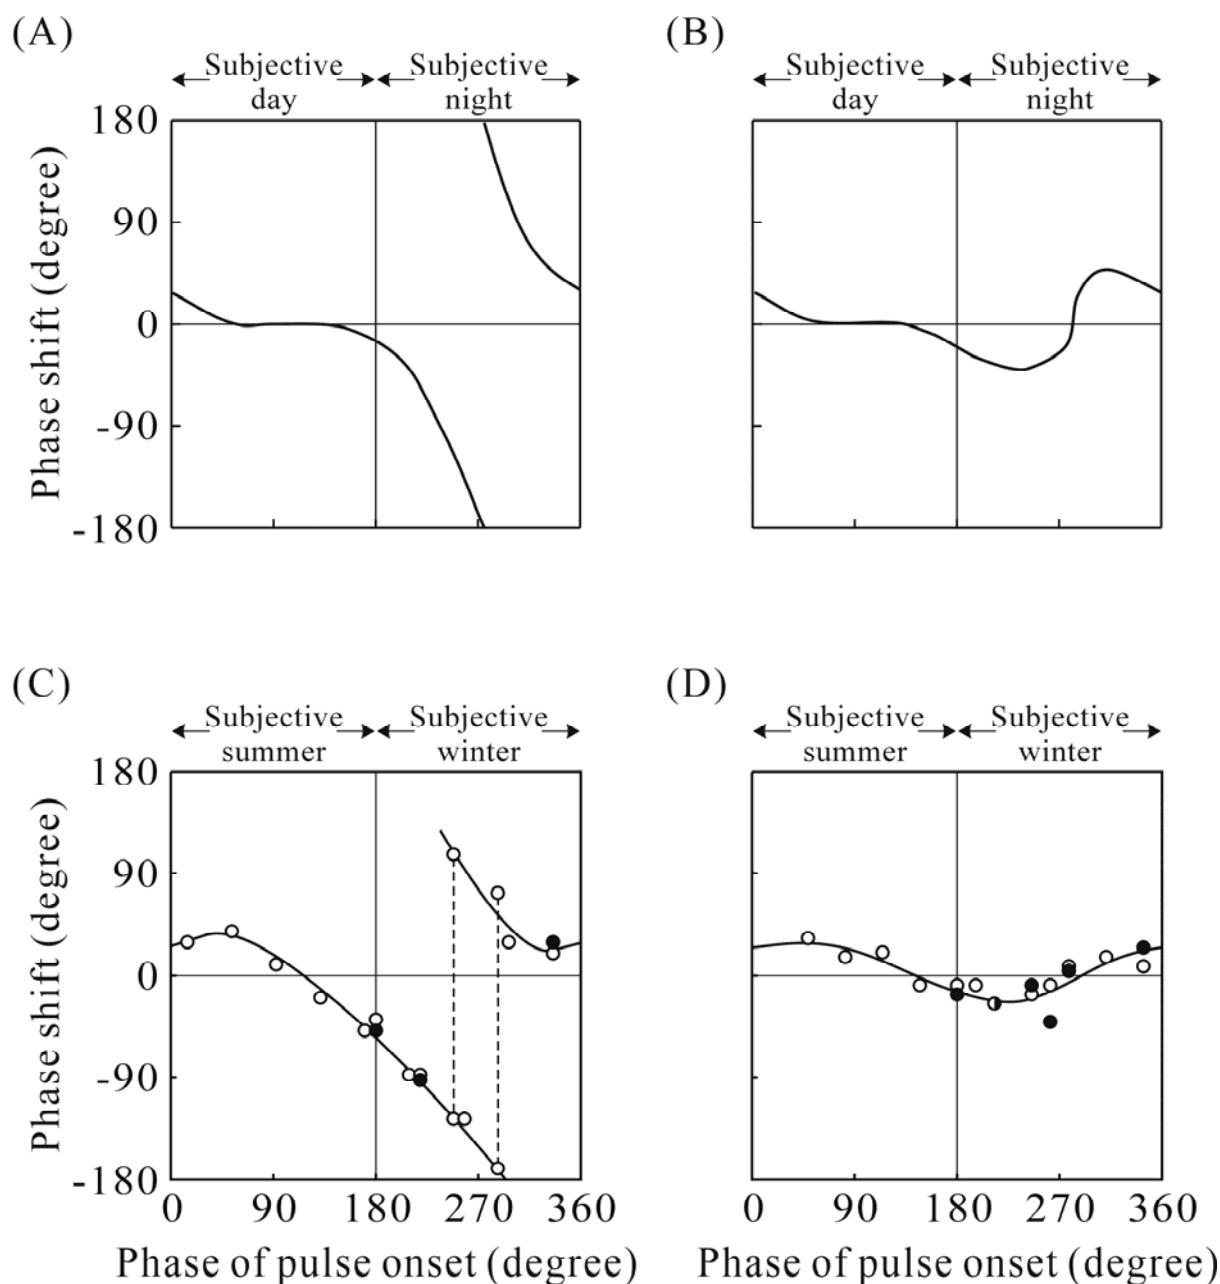 (A)
Subjective day
Subjective night
180
90
0
-90
-180
Phase shift (degree)
(B)
Subjective day
Subjective night
(C)
Subjective summer
Subjective winter
180
90
0
-90
-180
0 90 180 270 360
Phase shift (degree)
Phase of pulse onset (degree)
(D)
Subjective summer
Subjective winter
0 90 180 270 360
Phase of pulse onset (degree)